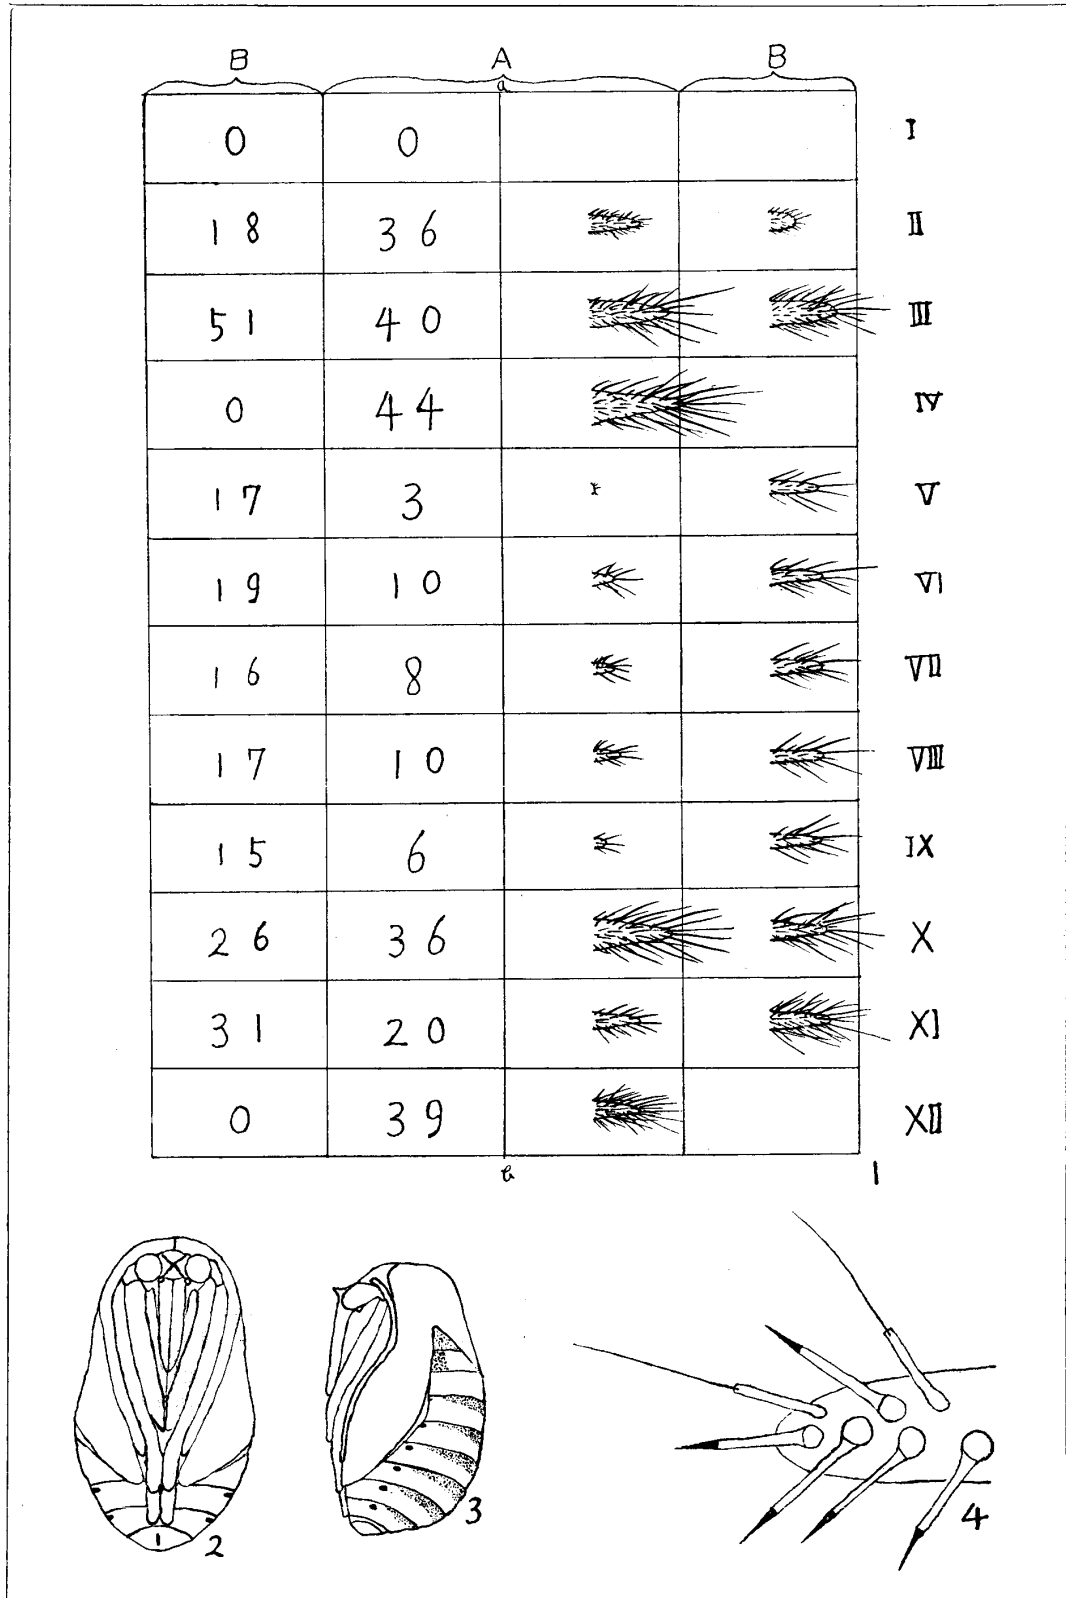 B A B
a
0 0 I
18 36 II
51 40 III
0 44 IV
17 3 V
19 10 VI
16 8 VII
17 10 VIII
15 6 IX
26 36 X
31 20 XI
0 39 XII
b 1
2 3 4